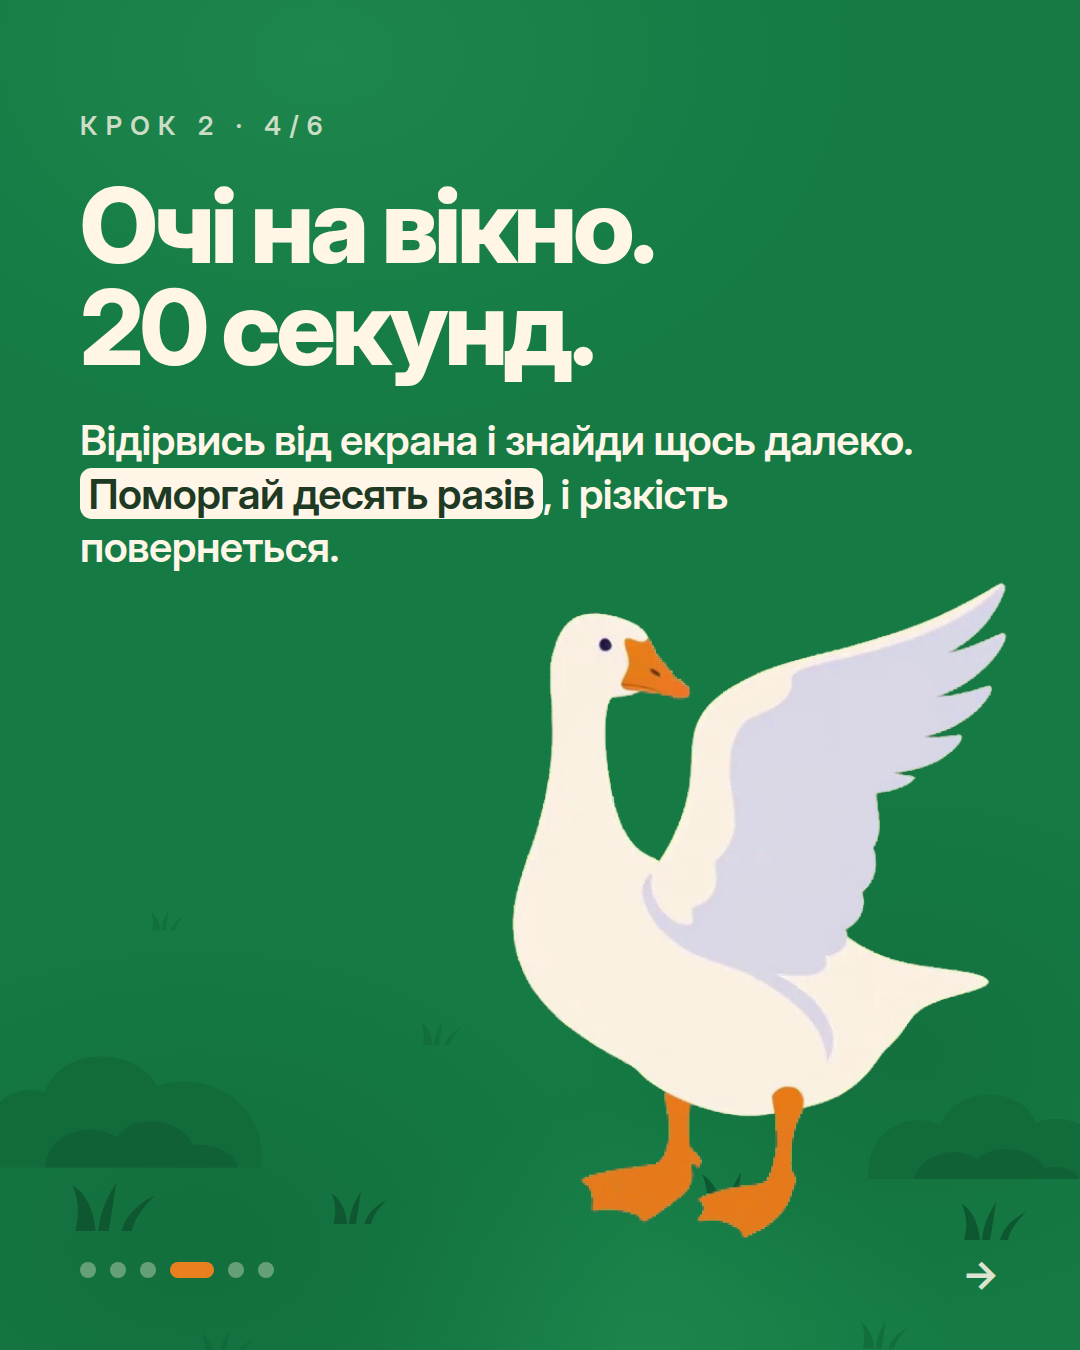 КРОК 2 · 4/6
Очі на вікно.
20 секунд.
Відірвись від екрана і знайди щось далеко.
Поморгай десять разів, і різкість
повернеться.